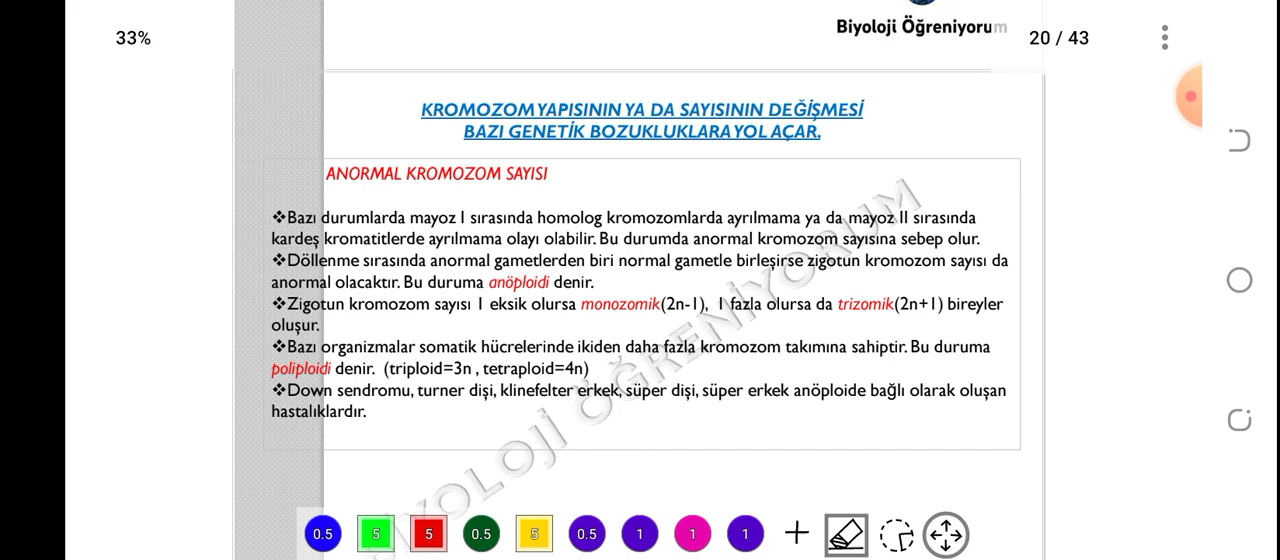 Biyoloji Öğreniyorum
33%
20 / 43
KROMOZOM YAPISININ YA DA SAYISININ DEĞİŞMESİ
BAZI GENETİK BOZUKLUKLARA YOL AÇAR.
ANORMAL KROMOZOM SAYISI
❖Bazı durumlarda mayoz I sırasında homolog kromozomlarda ayrılmama ya da mayoz II sırasında
kardeş kromatitlerde ayrılmama olayı olabilir. Bu durumda anormal kromozom sayısına sebep olur.
❖Döllenme sırasında anormal gametlerden biri normal gametle birleşirse zigotun kromozom sayısı da
anormal olacaktır. Bu duruma anöploidi denir.
❖Zigotun kromozom sayısı 1 eksik olursa monozomik(2n-1), 1 fazla olursa da trizomik(2n+1) bireyler
oluşur.
❖Bazı organizmalar somatik hücrelerinde ikiden daha fazla kromozom takımına sahiptir. Bu duruma
poliploidi denir. (triploid=3n , tetraploid=4n)
❖Down sendromu, turner dişi, klinefelter erkek, süper dişi, süper erkek anöploide bağlı olarak oluşan
hastalıklardır.
BİYOLOJİ ÖĞRENİYORUM
0.5 5 5 0.5 5 0.5 1 1 1